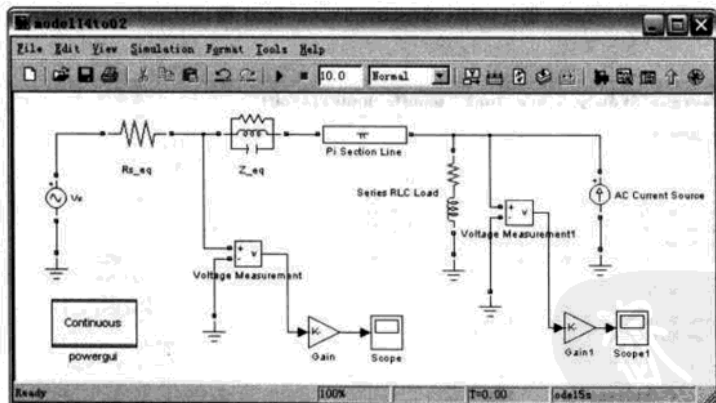 model14to02
File Edit View Simulation Format Tools Help
10.0 Normal
Rs_eq
Z_eq
Pi Section Line
Vs
Series RLC Load
AC Current Source
+
-
v
Voltage Measurement
+
-
v
Voltage Measurement1
Continuous
powergui
K-
Gain
Scope
K-
Gain1
Scope1
Ready 100% T=0.00 ode15s